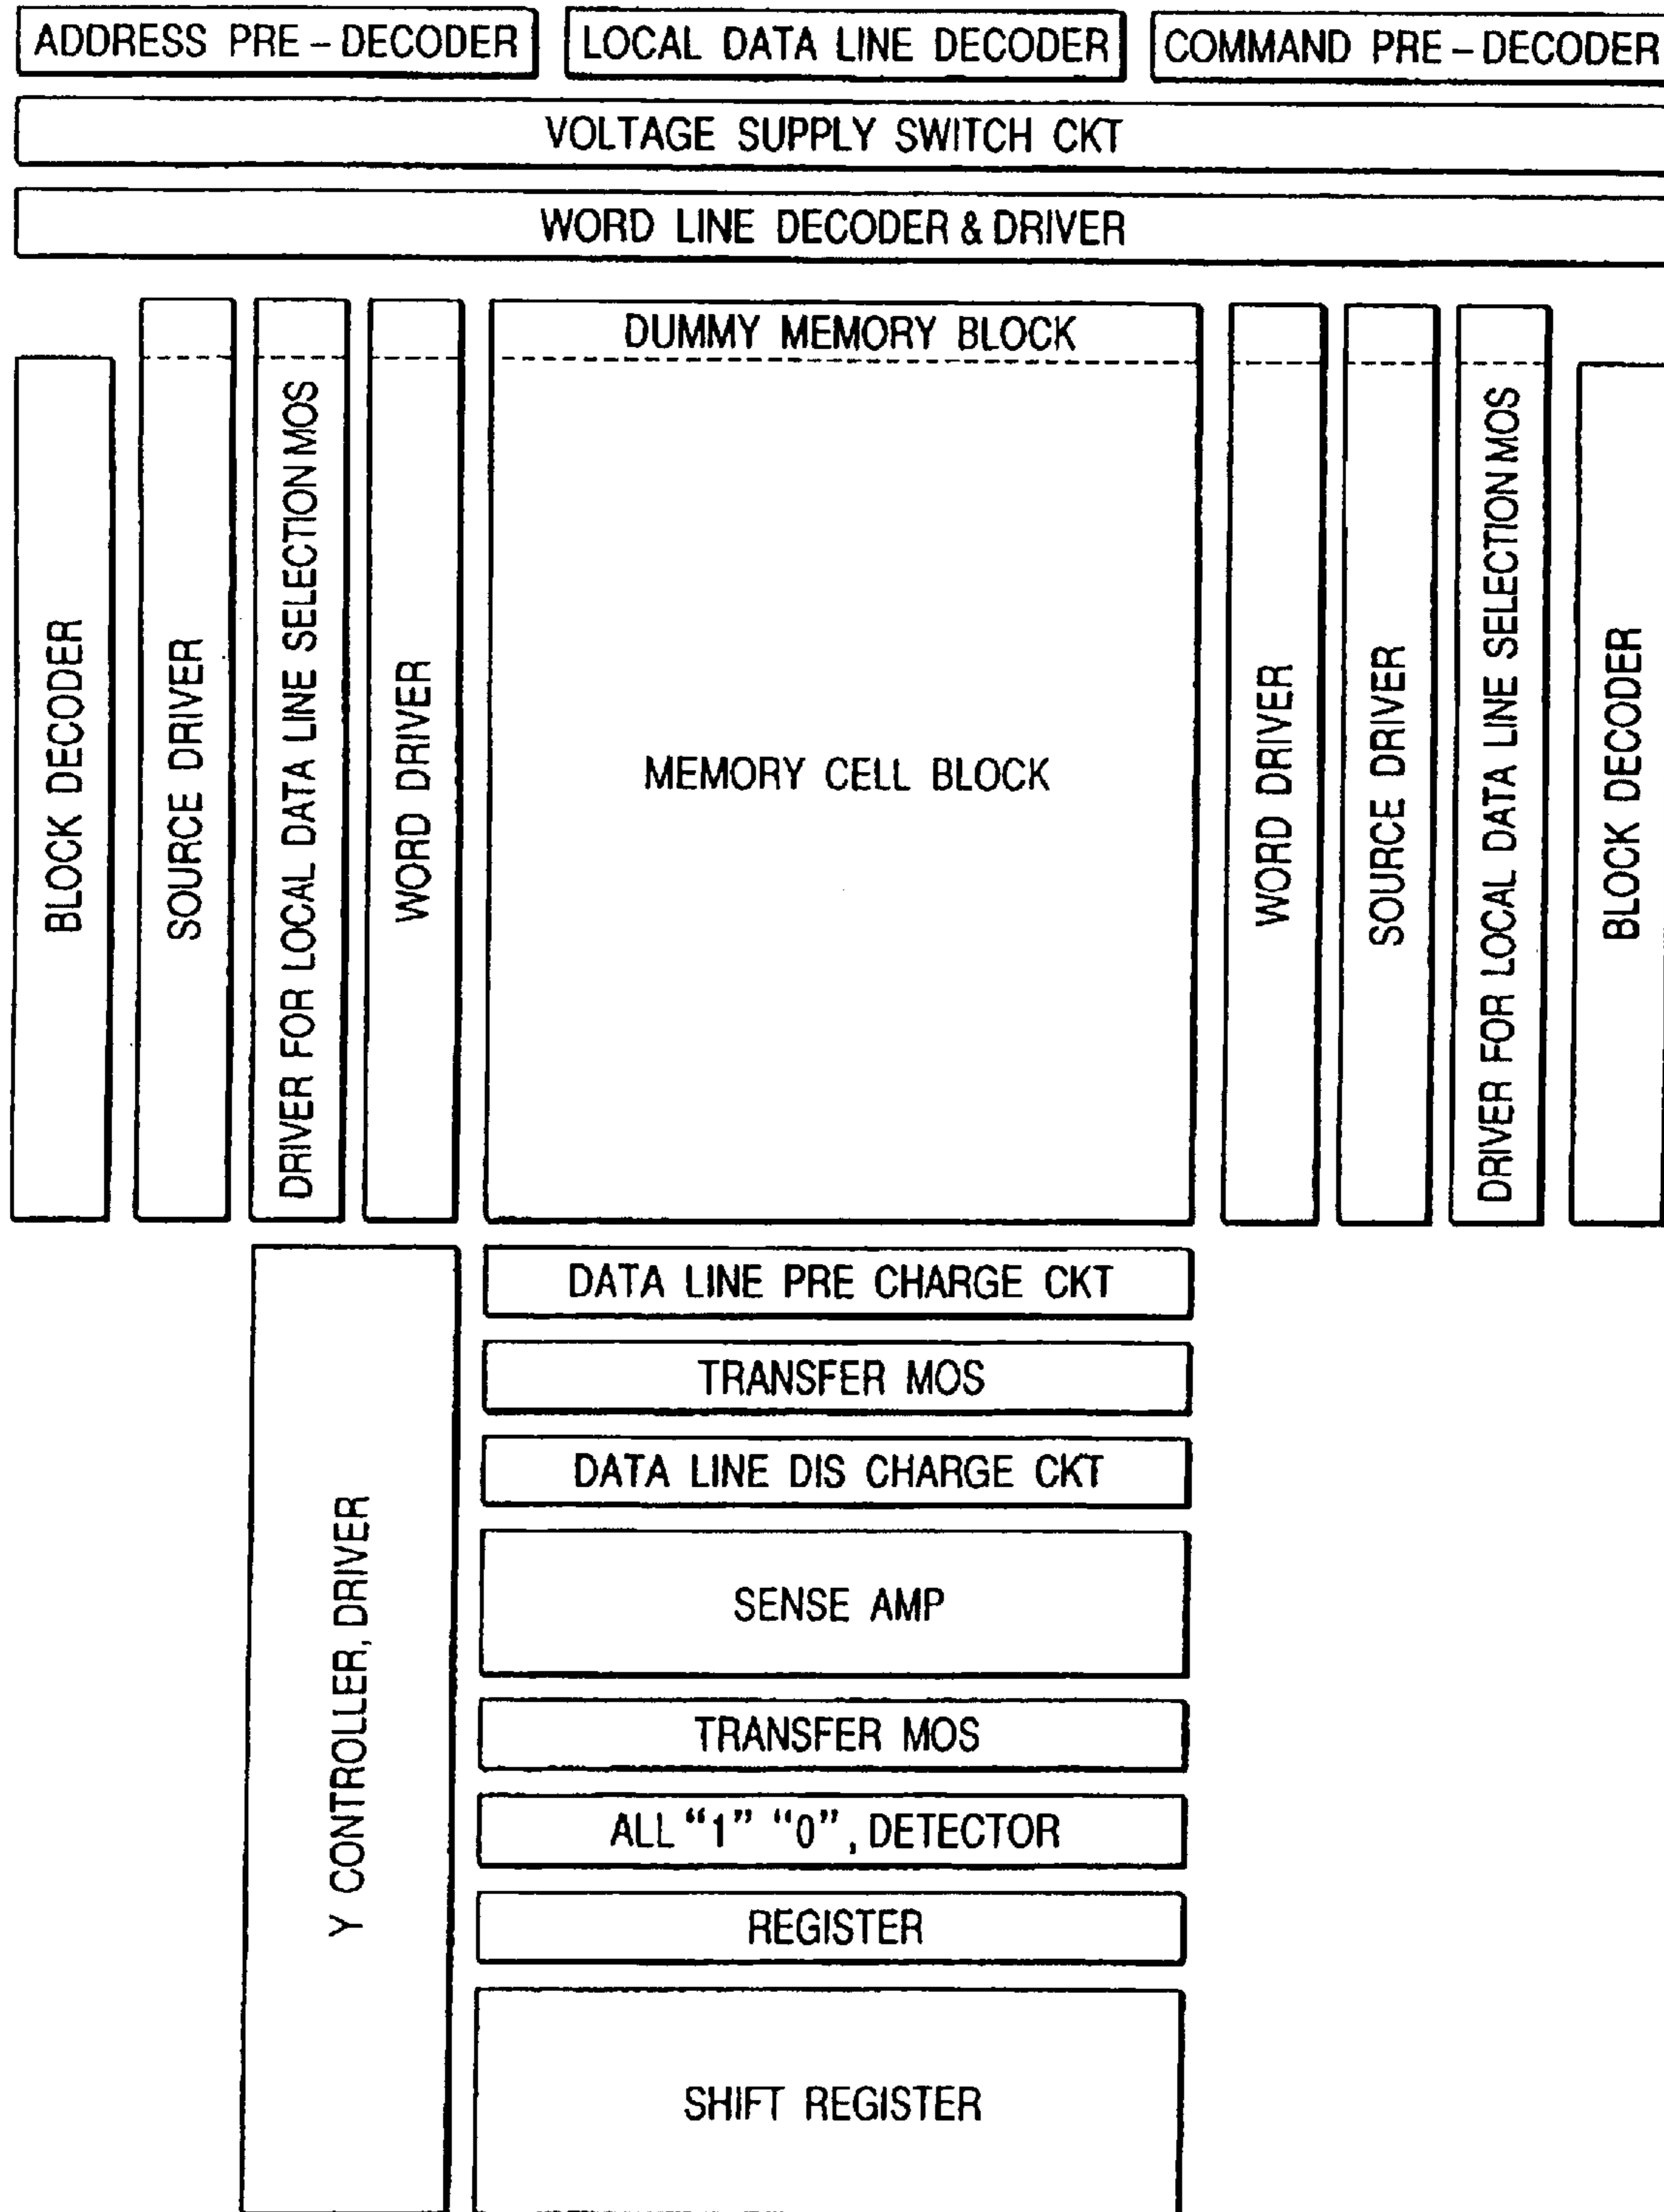 ADDRESS PRE-DECODER
LOCAL DATA LINE DECODER
COMMAND PRE-DECODER
VOLTAGE SUPPLY SWITCH CKT
WORD LINE DECODER & DRIVER
BLOCK DECODER
SOURCE DRIVER
DRIVER FOR LOCAL DATA LINE SELECTION MOS
WORD DRIVER
DUMMY MEMORY BLOCK
MEMORY CELL BLOCK
WORD DRIVER
SOURCE DRIVER
DRIVER FOR LOCAL DATA LINE SELECTION MOS
BLOCK DECODER
Y CONTROLLER, DRIVER
DATA LINE PRE CHARGE CKT
TRANSFER MOS
DATA LINE DIS CHARGE CKT
SENSE AMP
TRANSFER MOS
ALL “1” “0”, DETECTOR
REGISTER
SHIFT REGISTER